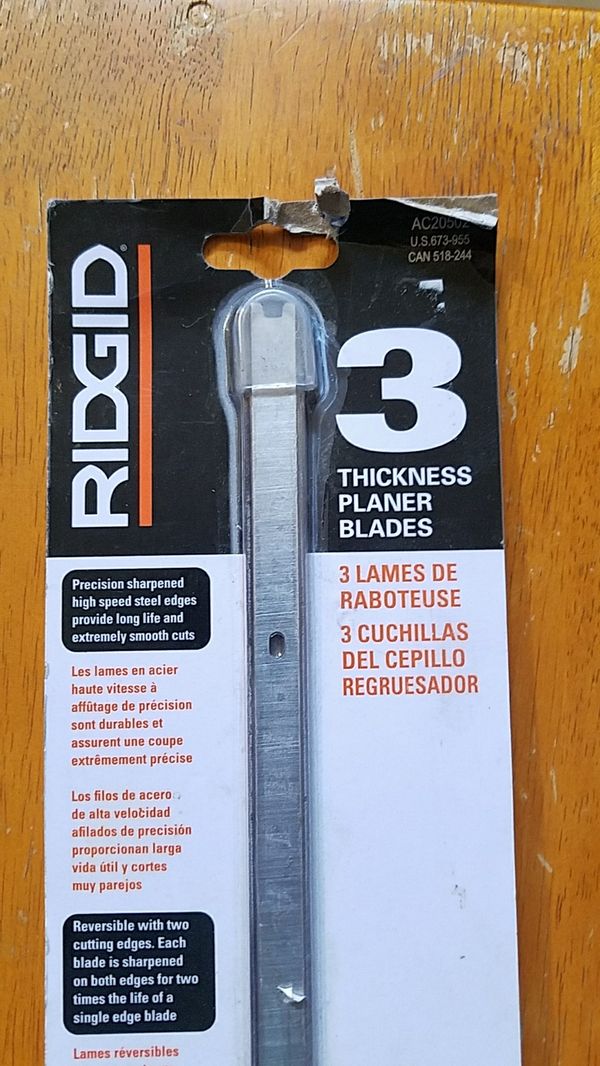 RIDGID
AC20502
U.S.673-955
CAN 518-244
3
THICKNESS
PLANER
BLADES
3 LAMES DE
RABOTEUSE
3 CUCHILLAS
DEL CEPILLO
REGRUESADOR
Precision sharpened
high speed steel edges
provide long life and
extremely smooth cuts
Les lames en acier
haute vitesse à
affûtage de précision
sont durables et
assurent une coupe
extrêmement précise
Los filos de acero
de alta velocidad
afilados de precisión
proporcionan larga
vida útil y cortes
muy parejos
Reversible with two
cutting edges. Each
blade is sharpened
on both edges for two
times the life of a
single edge blade
Lames réversibles